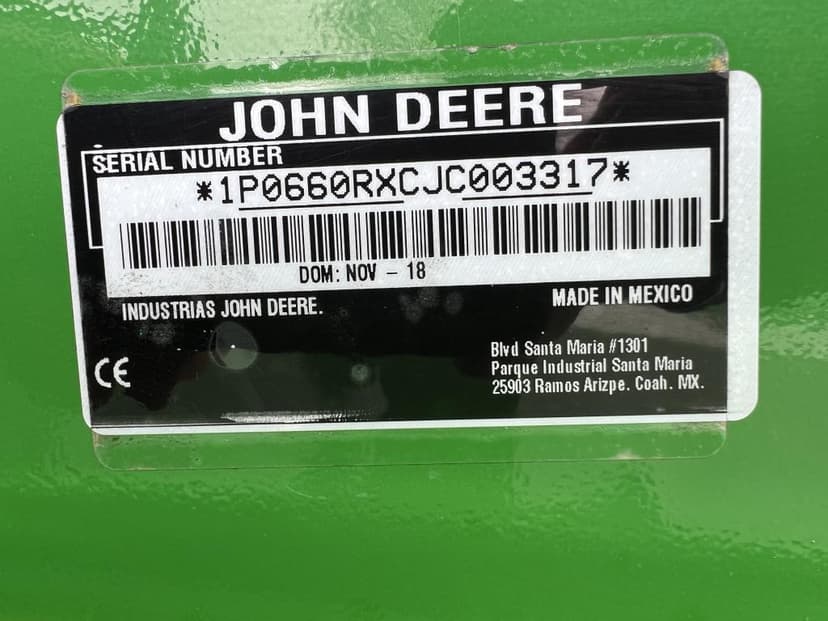 JOHN DEERE
SERIAL NUMBER
*1P0660RXCJC003317*
DOM: NOV - 18
INDUSTRIAS JOHN DEERE.
MADE IN MEXICO
CE
Blvd Santa Maria #1301
Parque Industrial Santa Maria
25903 Ramos Arizpe. Coah. MX.